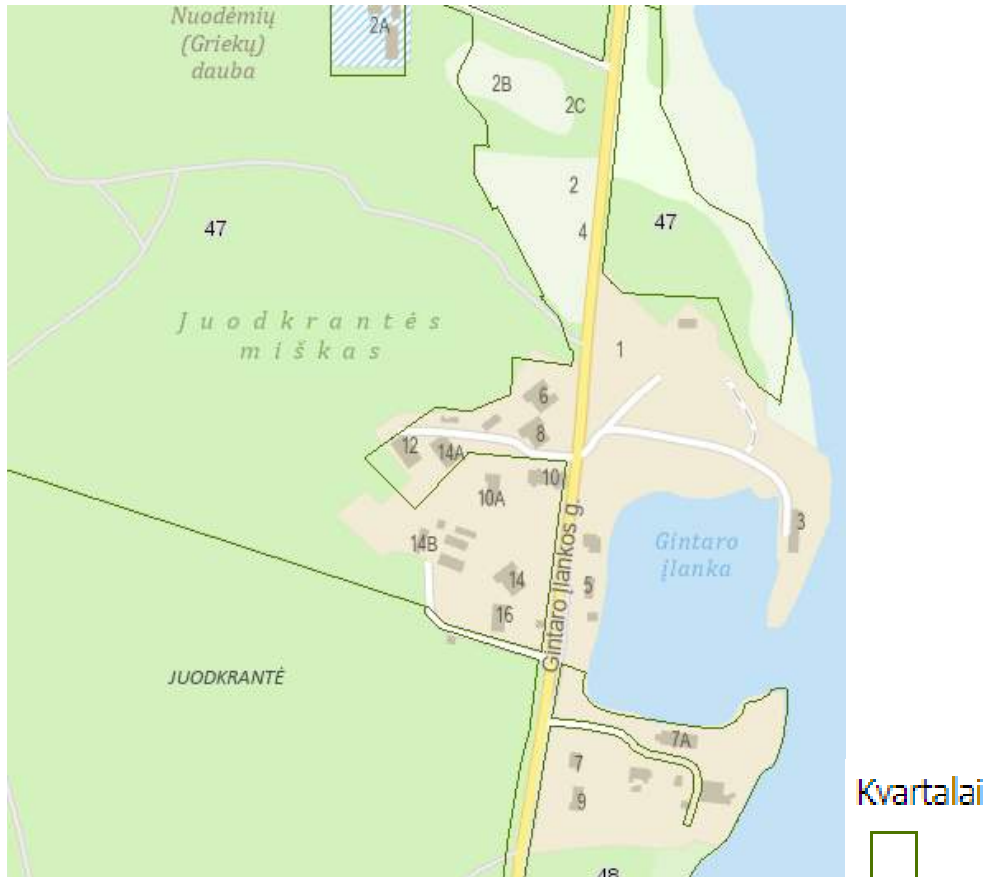 Nuodėmių
(Griekų)
dauba
2A
2B
2C
2
4
47
47
Juodkrantės
miškas
1
6
8
12
14A
10
10A
3
14B
Gintaro
įlanka
14
5
16
Gintaro įlankos g.
JUODKRANTĖ
7A
7
9
Kvartalai
48